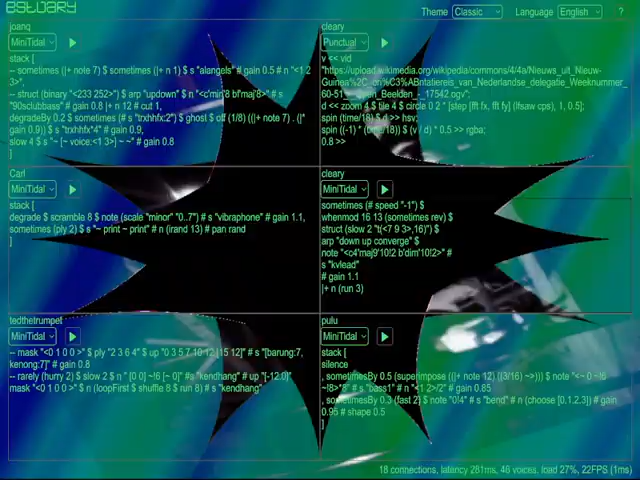 estuary
Theme Classic Language English ?
joanq
MiniTidal
stack [
-- sometimes (|+ note 7) $ sometimes (|+ n 1) $ s "alangels" # gain 0.5 # n "<1 2
3>",
-- struct (binary "<233 252>") $ arp "updown" $ n "<c'min'8 bf'maj'8>" # s
"90sclubbass" # gain 0.8 |+ n 12 # cut 1,
degradeBy 0.2 $ sometimes (# s "trxhhfx:2") $ ghost $ off (1/8) ((|+ note 7) . (|*
gain 0.9)) $ s "trxhhfx*4" # gain 0.9,
slow 4 $ s "~ [~ voice:<1 3>] ~ ~" # gain 0.8
]
cleary
Punctual
v << vid
"https://upload.wikimedia.org/wikipedia/commons/4/4a/Nieuws_uit_Nieuw-
60-51
17542.ogv";
d << zoom 4 $ tile 4 $ circle 0 2 * [step [fft fx, fft fy] (lfsaw cps), 1, 0.5];
spin (time/18) $ d >> hsv;
spin ((-1) * (time/18)) $ (v / d) * 0.5 >> rgba;
0.8 >>
Carl
MiniTidal
stack [
degrade $ scramble 8 $ note (scale "minor" "0..7") # s "vibraphone" # gain 1.1,
sometimes (ply 2) $ s "~ print ~ print" # n (irand 13) # pan rand
]
cleary
MiniTidal
sometimes (# speed "-1") $
whenmod 16 13 (sometimes rev) $
struct (slow 2 "t(<7 9 3>,16)") $
arp "down up converge" $
note "<c4'maj9'10!2 b'dim'10!2>" #
s "kvlead"
# gain 1.1
|+ n (run 3)
tedthetrumpet
MiniTidal
-- mask "<0 1 0 0 >" $ ply "2 3 6 4" $ up "0 3 5 7 10 12 [15 12]" # s "[barung:7,
kenong:7]" # gain 0.8
-- rarely (hurry 2) $ slow 2 $ n " [0 0] ~!6 [~ 0]" # s "kendhang" # up "[-12.0]"
mask "<0 1 0 0 >" $ n (loopFirst $ shuffle 8 $ run 8) # s "kendhang"
pulu
MiniTidal
stack [
silence
, sometimesBy 0.5 (superimpose ((|+ note 12) . ((3/16) ~>))) $ note "<~ 0 ~!6
~!8>*8" # s "bass1" # n "<1 2>/2" # gain 0.85
, sometimesBy 0.3 (fast 2) $ note "0!4" # s "bend" # n (choose [0,1,2,3]) # gain
0.95 # shape 0.5
]
18 connections, latency 281ms, 46 voices, load 27%, 22FPS (1ms)